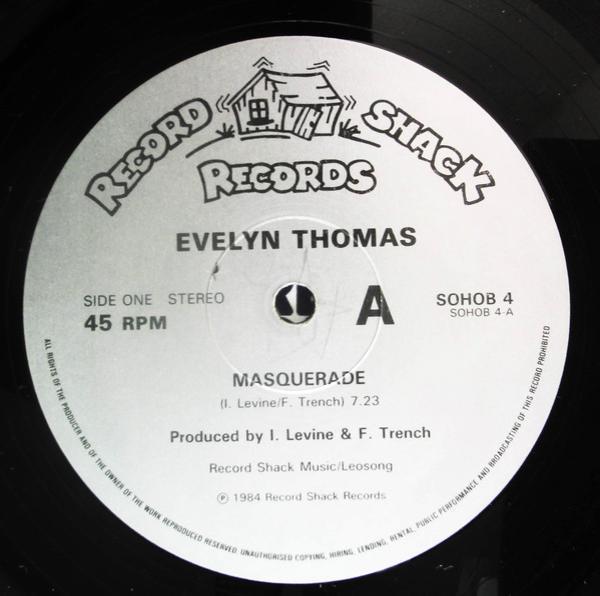 RECORD SHACK
RECORDS
EVELYN THOMAS
SIDE ONE STEREO
45 RPM
A
SOHOB 4
SOHOB 4-A
MASQUERADE
(I. Levine/F. Trench) 7.23
Produced by I. Levine & F. Trench
Record Shack Music/Leosong
℗ 1984 Record Shack Records
ALL RIGHTS OF THE PRODUCER AND OF THE OWNER OF THE WORK REPRODUCED RESERVED. UNAUTHORISED COPYING, HIRING, LENDING, RENTAL, PUBLIC PERFORMANCE AND BROADCASTING OF THIS RECORD PROHIBITED